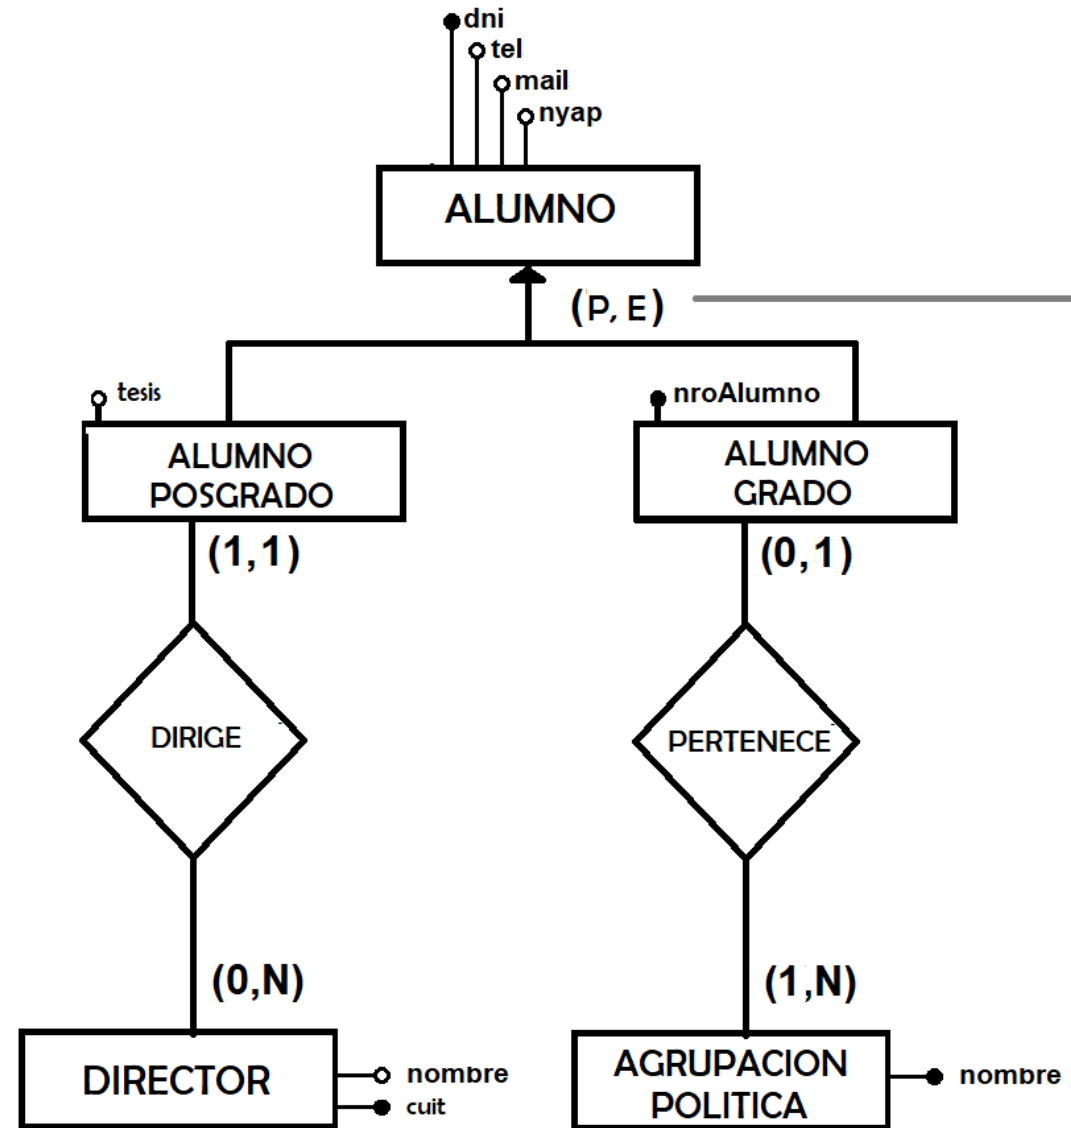 dni
tel
mail
nyap
ALUMNO
(P, E)
tesis
nroAlumno
ALUMNO
POSGRADO
ALUMNO
GRADO
(1,1)
(0,1)
DIRIGE
PERTENECE
(0,N)
(1,N)
DIRECTOR
nombre
cuit
AGRUPACION
POLITICA
nombre